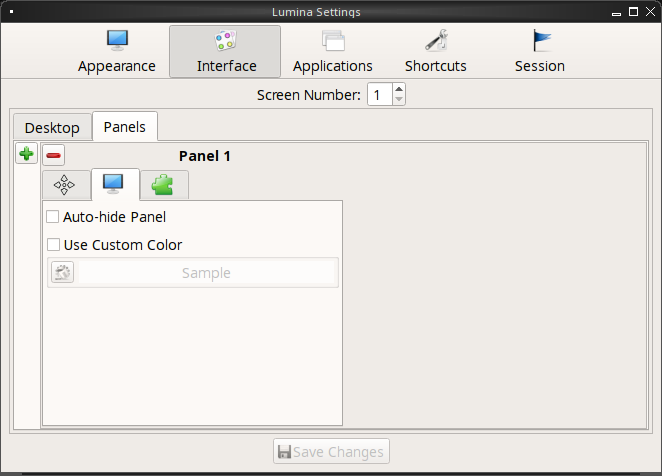 Lumina Settings
Appearance Interface Applications Shortcuts Session
Screen Number: 1
Desktop Panels
Panel 1
Auto-hide Panel
Use Custom Color
Sample
Save Changes